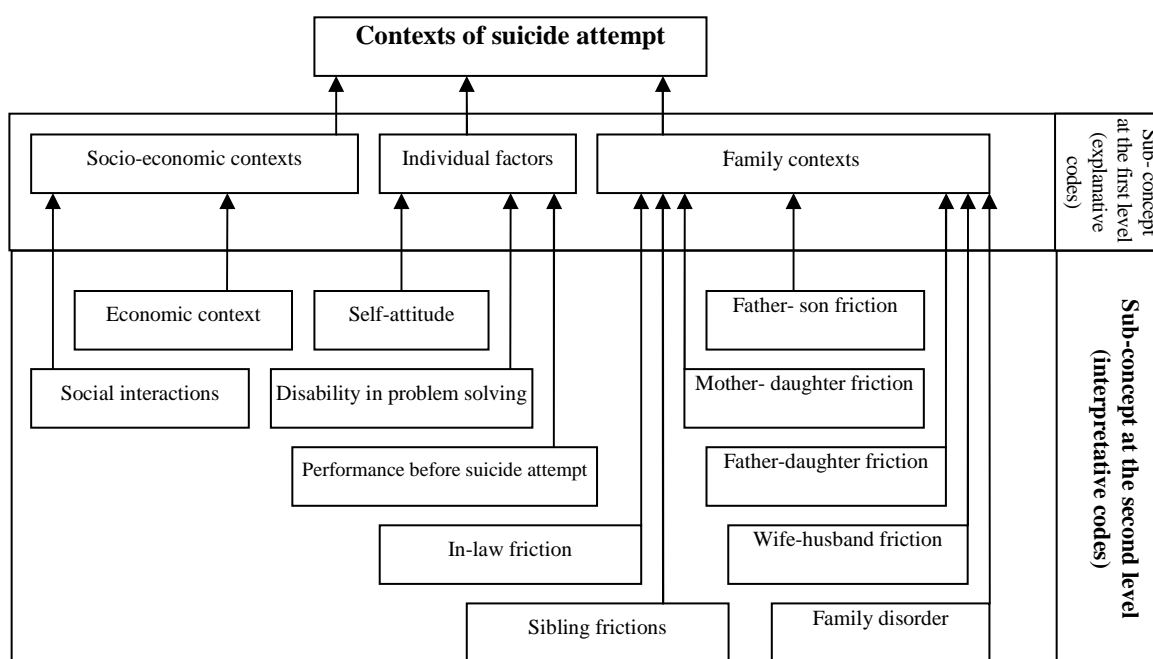 Contexts of suicide attempt
Socio-economic contexts
Individual factors
Family contexts
Sub- concept
at the first level
(explanative
codes)
Economic context
Self-attitude
Father- son friction
Social interactions
Disability in problem solving
Mother- daughter friction
Performance before suicide attempt
Father-daughter friction
In-law friction
Wife-husband friction
Sibling frictions
Family disorder
Sub-concept at the second level
(interpretative codes)